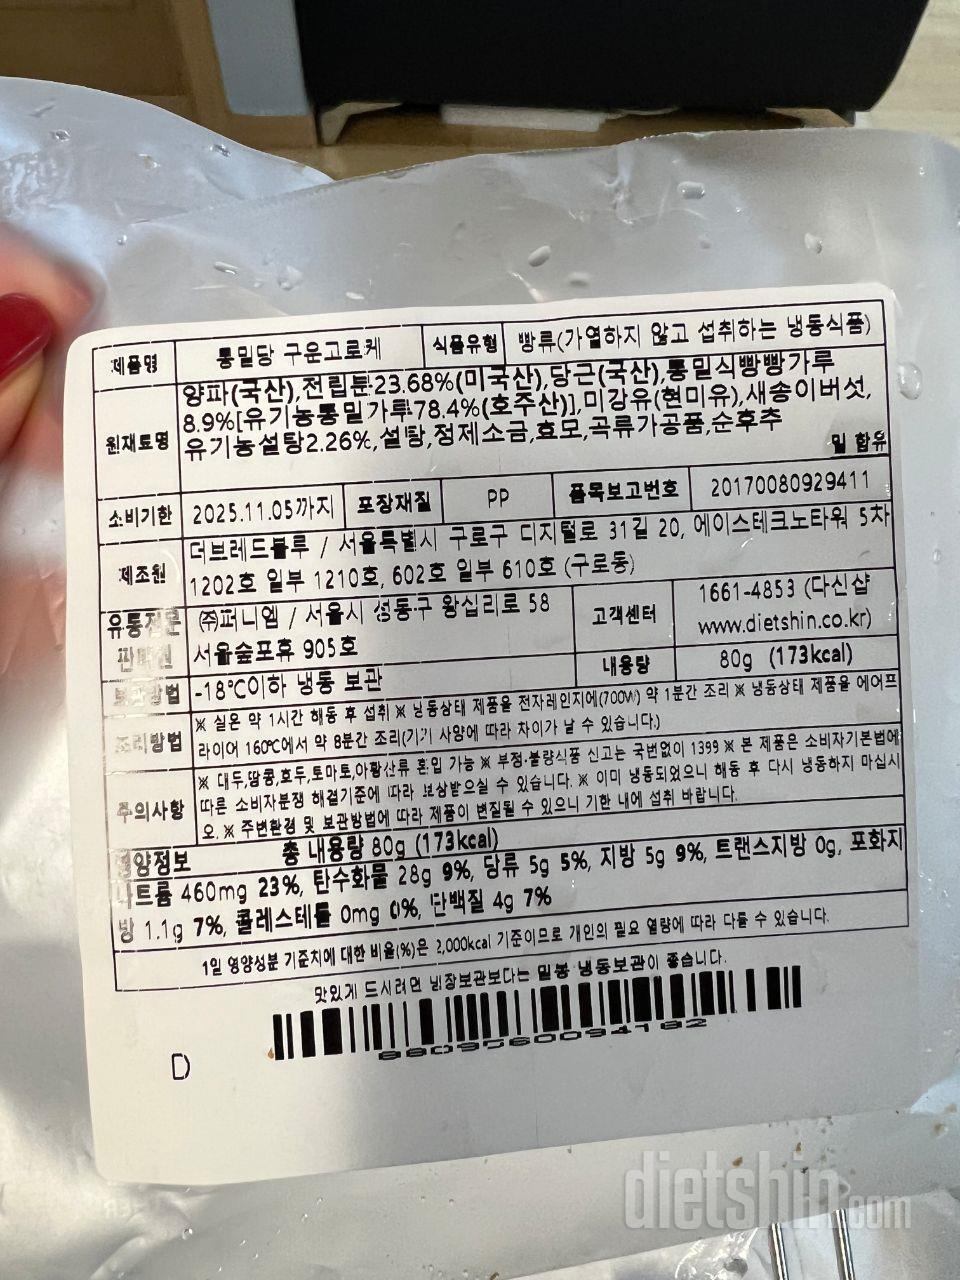 제품명 통밀당 구운고로케 식품유형 빵류(가열하지 않고 섭취하는 냉동식품)
원재료명 양파(국산),전립분23.68%(미국산),당근(국산),통밀식빵빵가루
8.9%[유기농통밀가루78.4%(호주산)],미강유(현미유),새송이버섯,
유기농설탕2.26%,설탕,정제소금,효모,곡류가공품,순후추
밀 함유
소비기한 2025.11.05까지 포장재질 PP 품목보고번호 20170080929411
제조원 더브레드블루 / 서울특별시 구로구 디지털로 31길 20, 에이스테크노타워 5차
1202호 일부 1210호, 602호 일부 610호 (구로동)
유통전문판매원 ㈜퍼니엠 / 서울시 성동구 왕십리로 58
서울숲포휴 905호
고객센터 1661-4853 (다신샵
www.dietshin.co.kr)
내용량 80g (173kcal)
보관방법 -18℃이하 냉동 보관
조리방법 ※ 실온 약 1시간 해동 후 섭취 ※ 냉동상태 제품을 전자레인지에(700W) 약 1분간 조리 ※ 냉동상태 제품을 에어프
라이어 160℃에서 약 8분간 조리(기기 사양에 따라 차이가 날 수 있습니다.)
주의사항 ※ 대두,땅콩,호두,토마토,아황산류 혼입 가능 ※ 부정·불량식품 신고는 국번없이 1399 ※ 본 제품은 소비자기본법에
따른 소비자분쟁 해결기준에 따라 보상받으실 수 있습니다. ※ 이미 냉동되었으니 해동 후 다시 냉동하지 마십시
오. ※ 주변환경 및 보관방법에 따라 제품이 변질될 수 있으니 기한 내에 섭취 바랍니다.
영양정보 총 내용량 80g (173kcal)
나트륨 460mg 23%, 탄수화물 28g 9%, 당류 5g 5%, 지방 5g 9%, 트랜스지방 0g, 포화지
방 1.1g 7%, 콜레스테롤 0mg 0%, 단백질 4g 7%
1일 영양성분 기준치에 대한 비율(%)은 2,000kcal 기준이므로 개인의 필요 열량에 따라 다를 수 있습니다.
맛있게 드시려면 냉장보관보다는 밀봉 냉동보관이 좋습니다.
8809560094182
D
dietshin.com